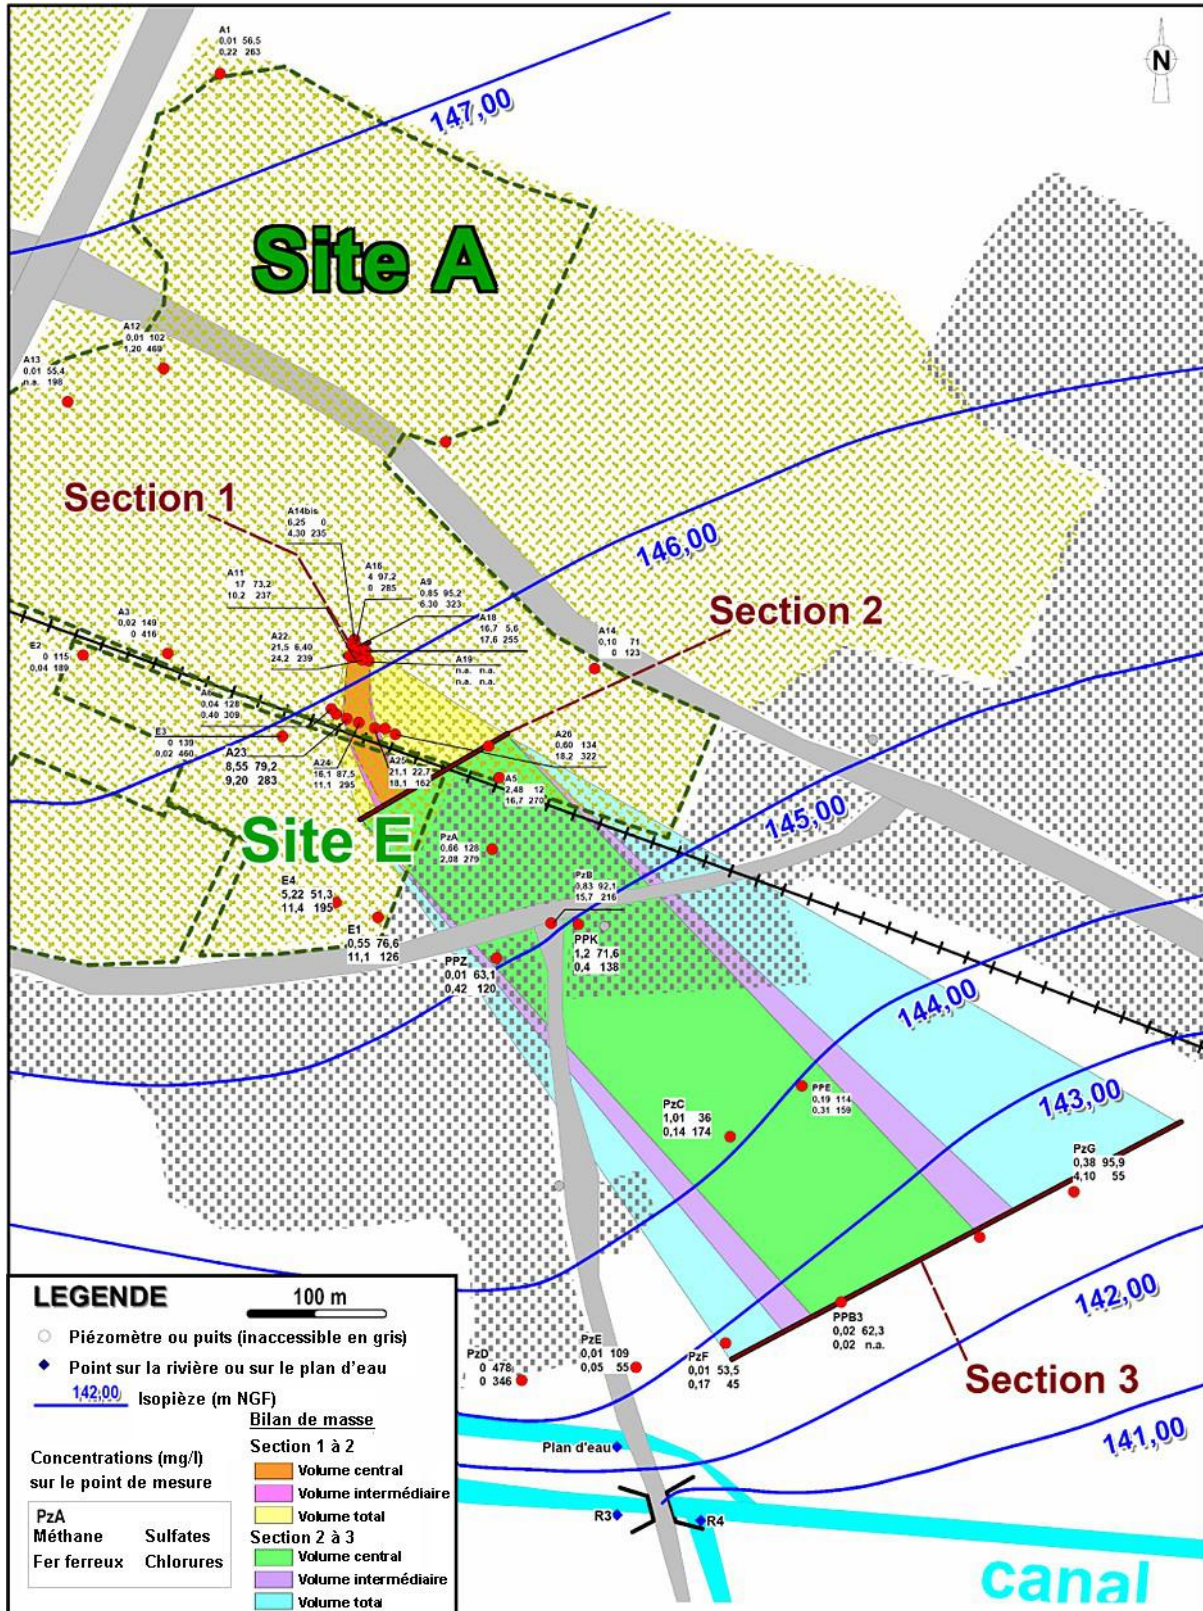 A1
0,01 56,5
0,22 263
N
147,00
Site A
A12
0,01 102
1,20 469
A13
0,01 55,4
n.a. 198
Section 1
A14bis
6,25 0
4,30 235
146,00
A16
4 97,2
0 285
A11
17 73,2
10,2 237
A9
0,85 95,2
6,30 323
Section 2
A18
16,7 5,6
17,6 255
A3
0,02 149
0 416
A22
21,5 6,40
24,2 239
A14
0,10 71
0 123
E2
0 115
0,04 189
A19
n.a. n.a.
n.a. n.a.
A6
0,04 128
0,40 309
E3
0 139
0,02 460
A26
0,60 134
18,2 322
A23
8,55 79,2
9,20 283
A24
16,1 87,5
11,1 295
A25
21,1 22,7
18,1 162
A5
2,48 12
16,7 270
145,00
Site E
PzA
0,66 128
2,08 279
E4
5,22 51,3
11,4 195
PzB
0,83 92,1
15,7 216
E1
0,55 76,6
11,1 126
PPK
1,2 71,6
0,4 138
PPZ
0,01 63,1
0,42 120
144,00
PPE
0,19 114
0,31 159
143,00
PzC
1,01 36
0,14 174
PzG
0,38 95,9
4,10 55
142,00
PPB3
0,02 62,3
0,02 n.a.
PzE
0,01 109
0,05 55
PzD
0 478
0 346
PzF
0,01 53,5
0,17 45
Section 3
141,00
Plan d'eau
R3
R4
canal
LEGENDE
100 m
Piézomètre ou puits (inaccessible en gris)
Point sur la rivière ou sur le plan d'eau
142,00 Isopièze (m NGF)
Bilan de masse
Section 1 à 2
Volume central
Volume intermédiaire
Volume total
Section 2 à 3
Volume central
Volume intermédiaire
Volume total
Concentrations (mg/l)
sur le point de mesure
PzA
Méthane Sulfates
Fer ferreux Chlorures